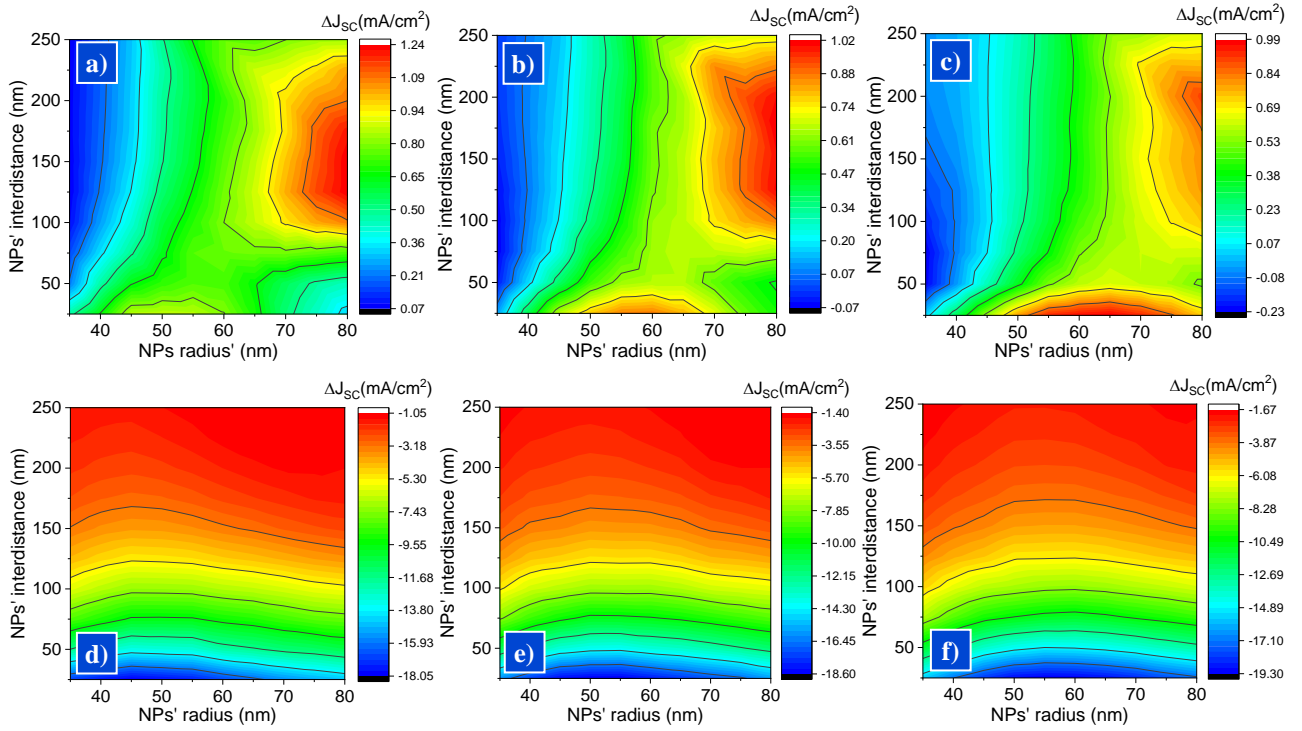 ΔJSC(mA/cm²)
a)
NPs' interdistance (nm)
250
200
150
100
50
40 50 60 70 80
NPs radius' (nm)
1.24
1.09
0.94
0.80
0.65
0.51
0.36
0.21
0.07
ΔJSC(mA/cm²)
b)
NPs' interdistance (nm)
250
200
150
100
50
40 50 60 70 80
NPs' radius (nm)
1.02
0.88
0.74
0.61
0.47
0.34
0.20
0.07
-0.07
ΔJSC(mA/cm²)
c)
NPs' interdistance (nm)
250
200
150
100
50
40 50 60 70 80
NPs' radius (nm)
0.99
0.84
0.69
0.53
0.38
0.23
0.07
-0.08
-0.23
ΔJSC(mA/cm²)
d)
NPs' interdistance (nm)
250
200
150
100
50
40 50 60 70 80
NPs' radius (nm)
-1.05
-3.18
-5.30
-7.43
-9.55
-11.68
-13.80
-15.93
-18.05
ΔJSC(mA/cm²)
e)
NPs' interdistance (nm)
250
200
150
100
50
40 50 60 70 80
NPs' radius (nm)
-1.40
-3.55
-5.70
-7.85
-10.00
-12.15
-14.30
-16.45
-18.60
ΔJSC(mA/cm²)
f)
NPs' interdistance (nm)
250
200
150
100
50
40 50 60 70 80
NPs' radius (nm)
-1.67
-3.87
-6.08
-8.28
-10.49
-12.69
-14.89
-17.10
-19.30